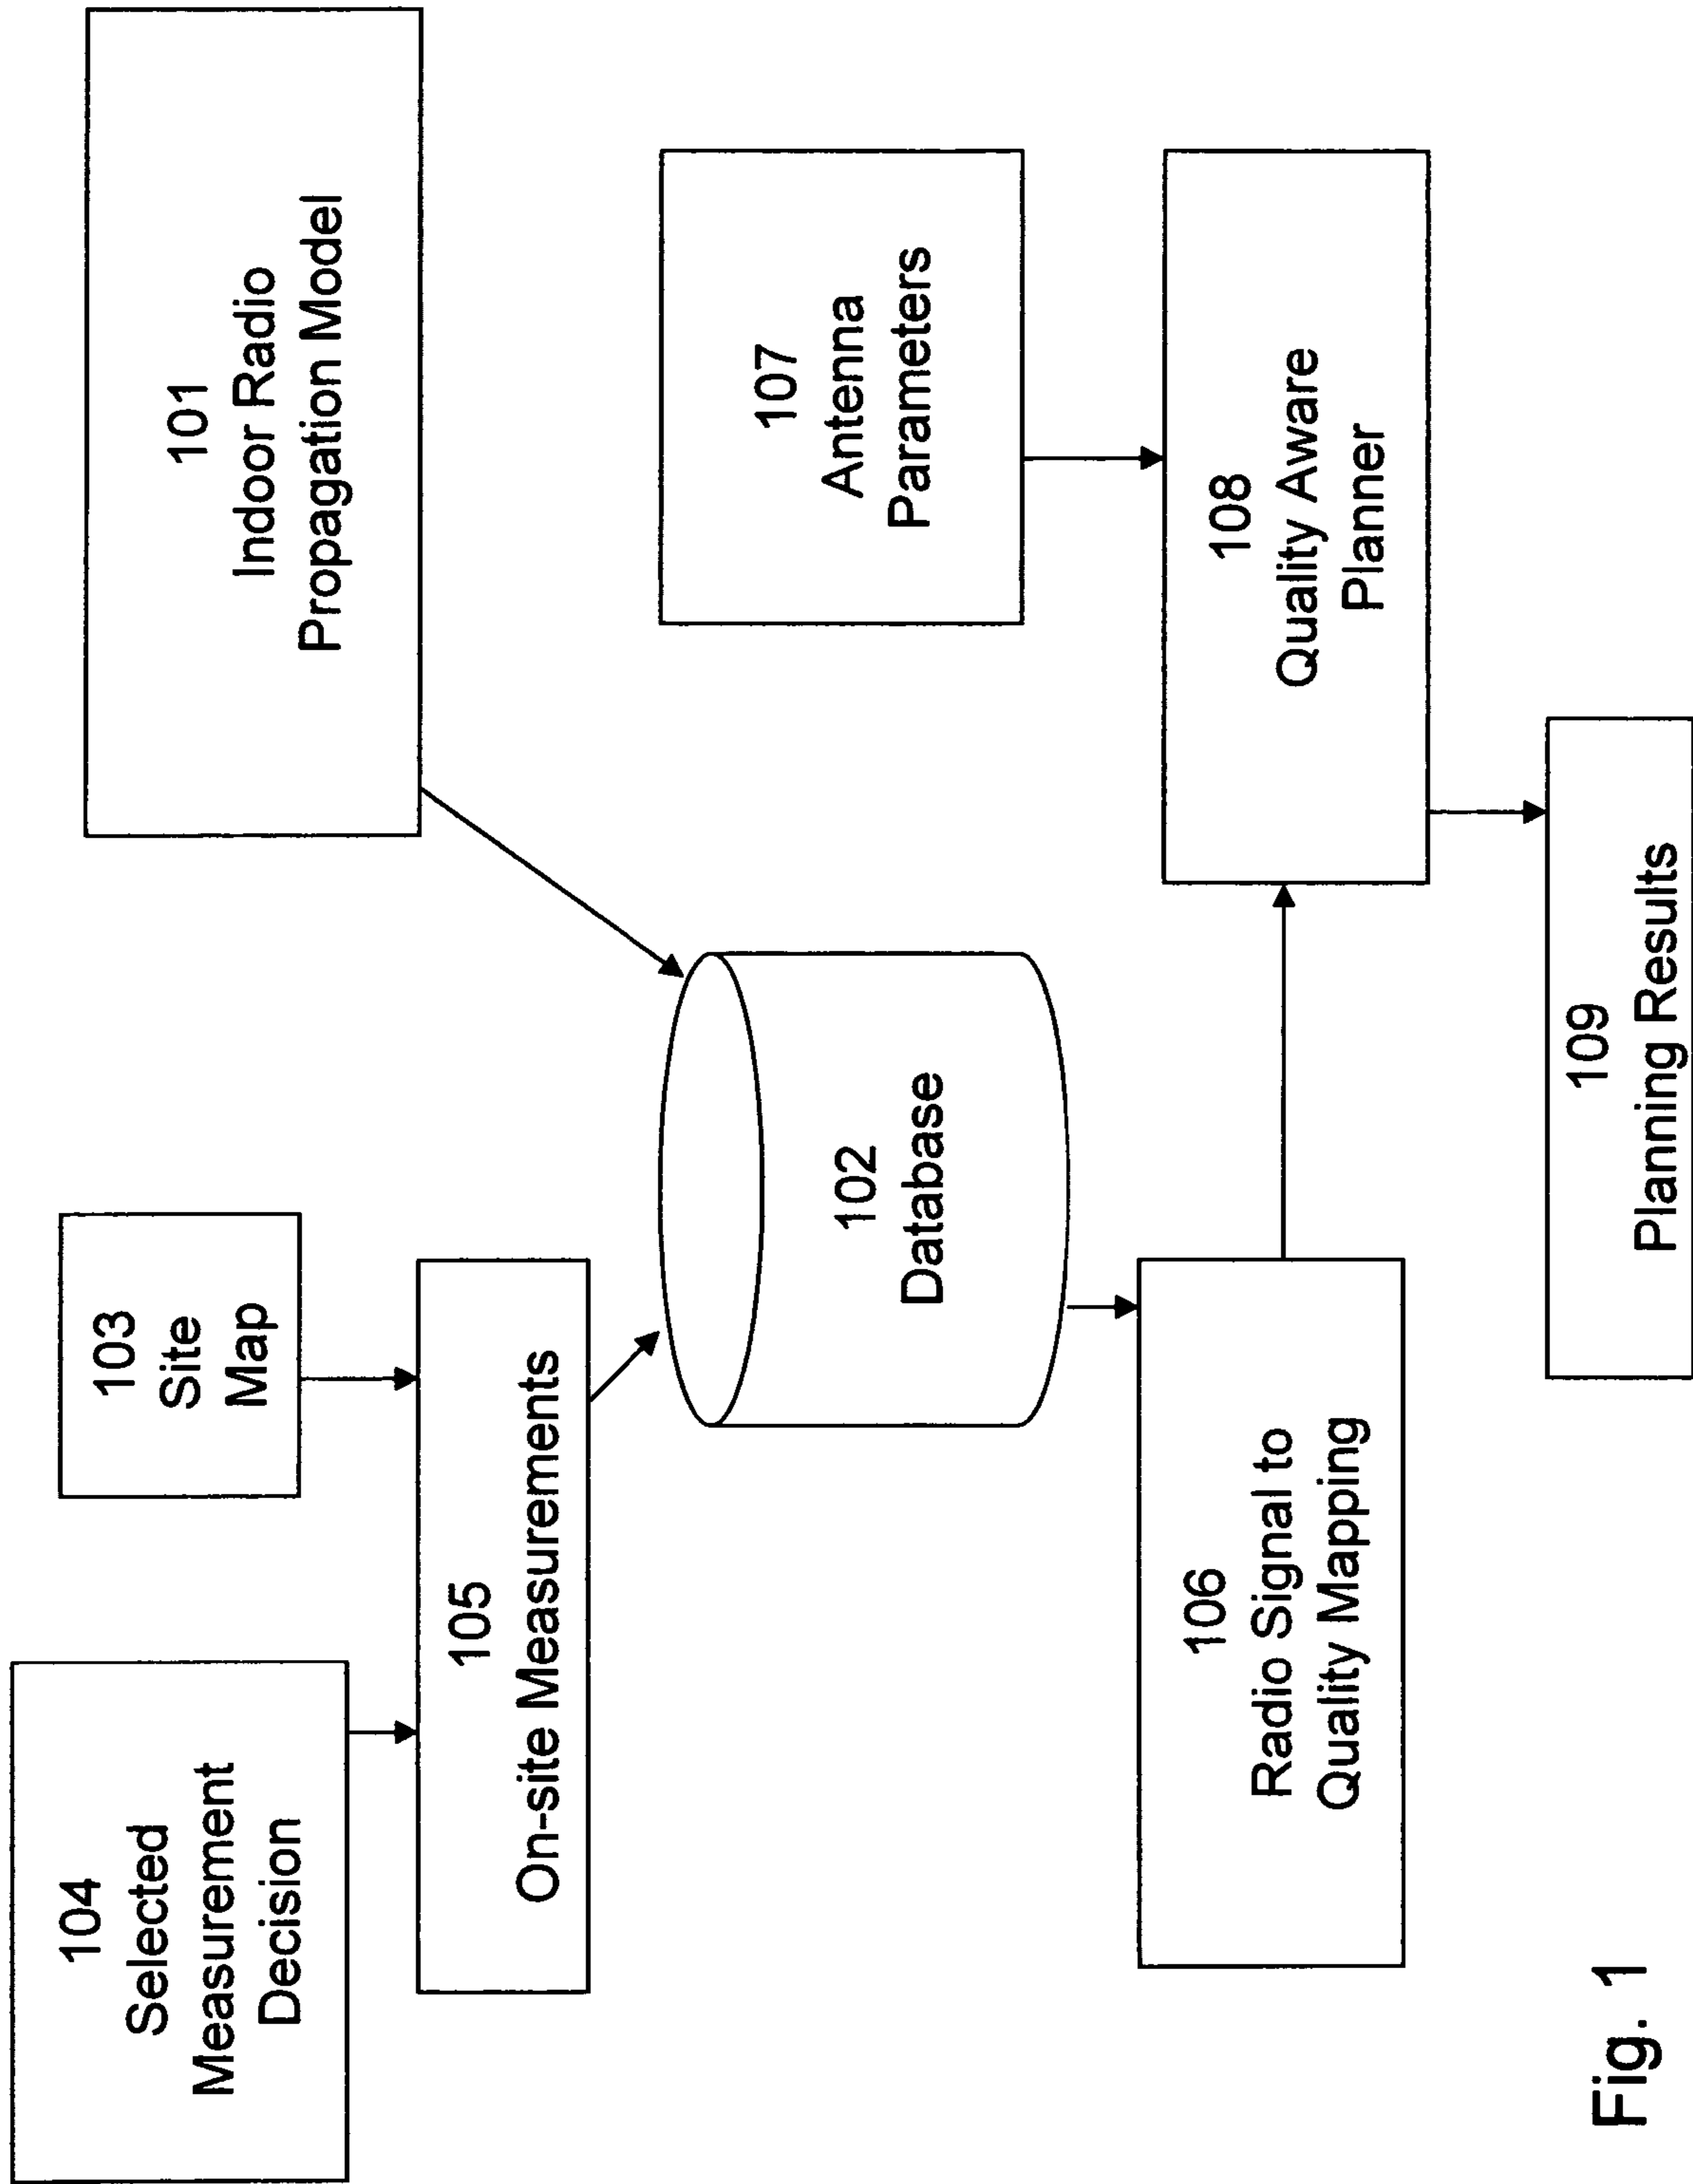 104
Selected
Measurement
Decision
103
Site
Map
101
Indoor Radio
Propagation Model
105
On-site Measurements
102
Database
107
Antenna
Parameters
106
Radio Signal to
Quality Mapping
108
Quality Aware
Planner
109
Planning Results
Fig. 1